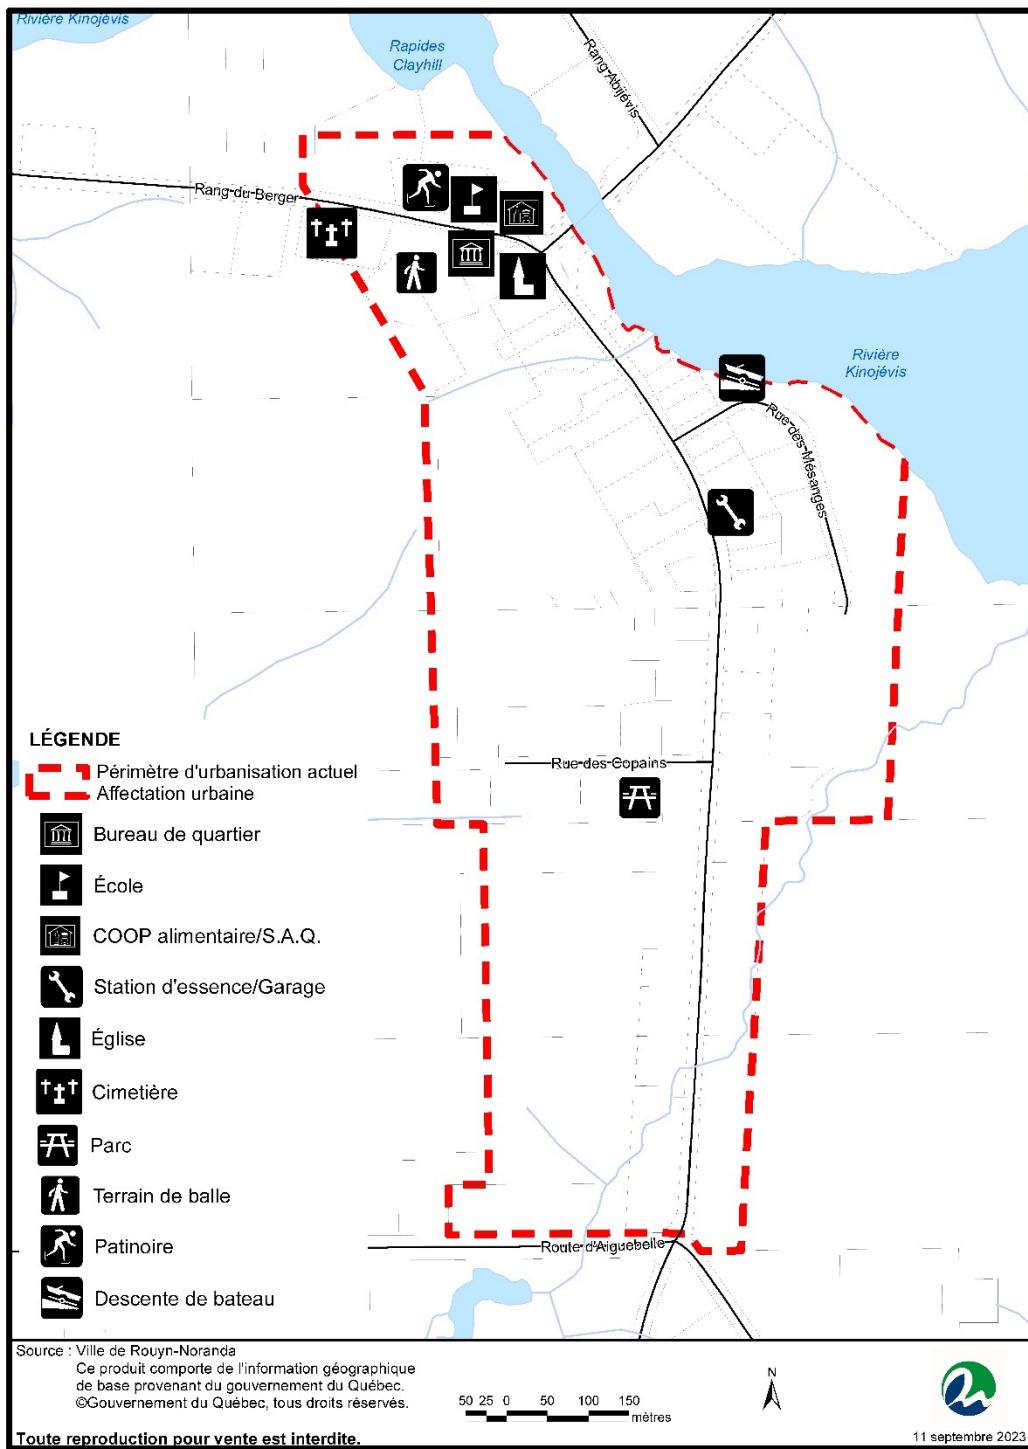 Rivière Kinojévis
Rapides
Clayhill
Rang Abijévis
Rang du Berger
Rivière
Kinojévis
Rue des Mésanges
Rue des Copains
Route d'Aiguebelle
LÉGENDE
Périmètre d'urbanisation actuel
Affectation urbaine
Bureau de quartier
École
COOP alimentaire/S.A.Q.
Station d'essence/Garage
Église
Cimetière
Parc
Terrain de balle
Patinoire
Descente de bateau
Source : Ville de Rouyn-Noranda
Ce produit comporte de l'information géographique
de base provenant du gouvernement du Québec.
©Gouvernement du Québec, tous droits réservés.
Toute reproduction pour vente est interdite.
50 25 0 50 100 150
mètres
N
11 septembre 2023